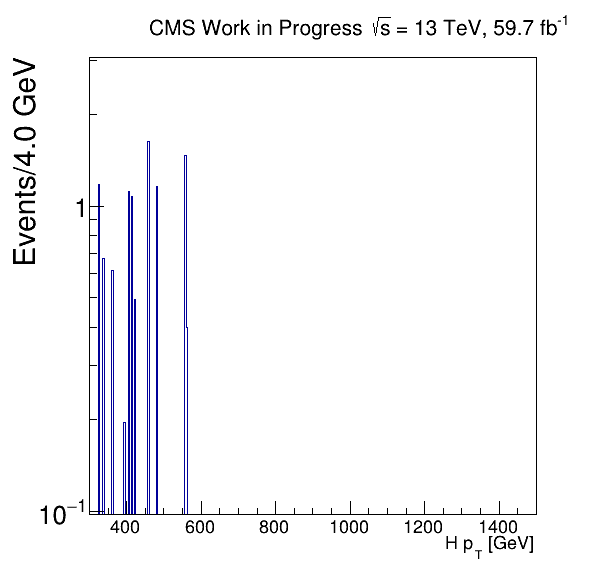 CMS Work in Progress √s = 13 TeV, 59.7 fb⁻¹
Events/4.0 GeV
1
10⁻¹
400 600 800 1000 1200 1400
H p_T [GeV]